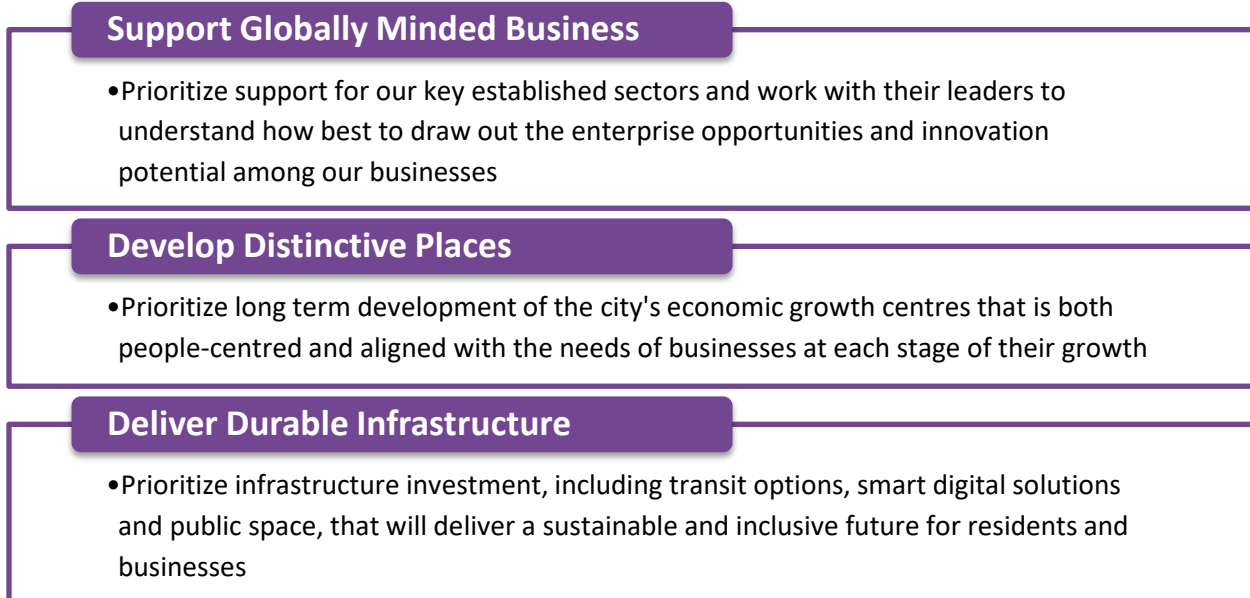 Support Globally Minded Business
•Prioritize support for our key established sectors and work with their leaders to
understand how best to draw out the enterprise opportunities and innovation
potential among our businesses
Develop Distinctive Places
•Prioritize long term development of the city's economic growth centres that is both
people-centred and aligned with the needs of businesses at each stage of their growth
Deliver Durable Infrastructure
•Prioritize infrastructure investment, including transit options, smart digital solutions
and public space, that will deliver a sustainable and inclusive future for residents and
businesses